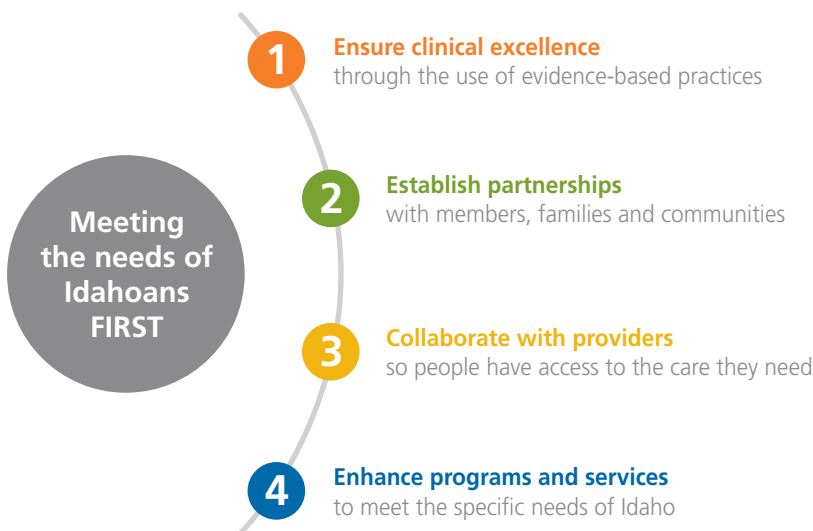 Meeting
the needs of
Idahoans
FIRST
1
Ensure clinical excellence
through the use of evidence-based practices
2
Establish partnerships
with members, families and communities
3
Collaborate with providers
so people have access to the care they need
4
Enhance programs and services
to meet the specific needs of Idaho